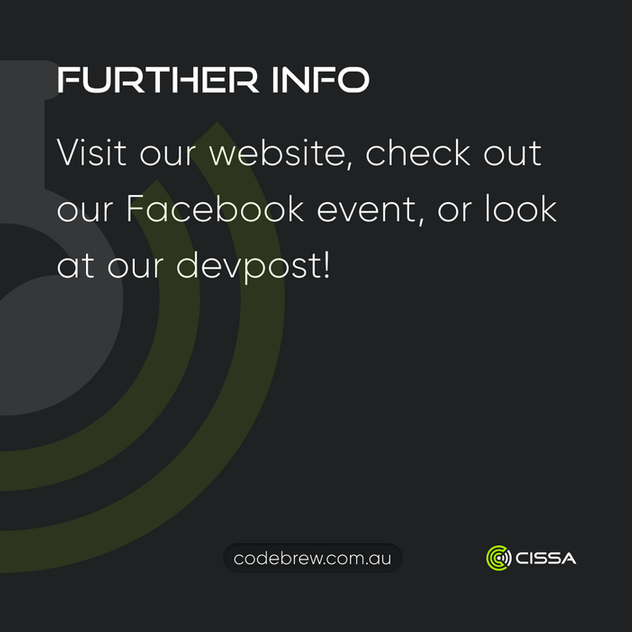 FURTHER INFO
Visit our website, check out
our Facebook event, or look
at our devpost!
codebrew.com.au
CISSA